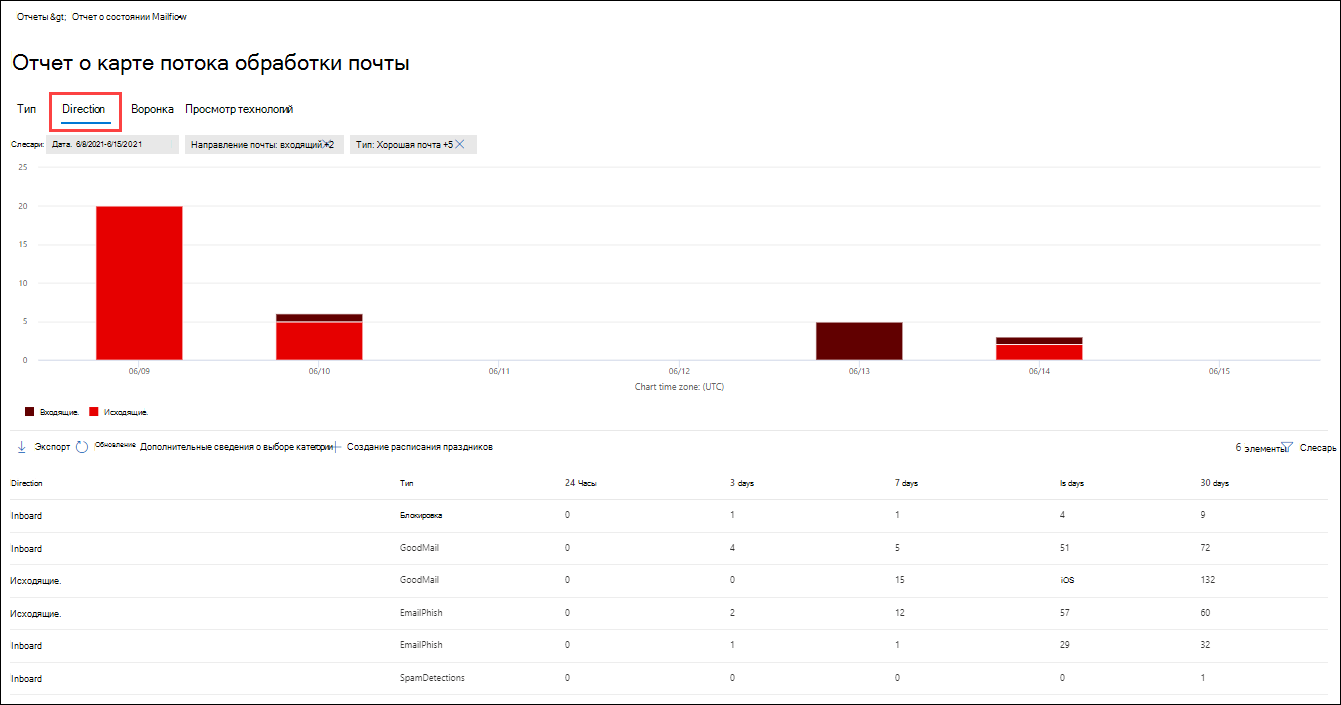 Отчеты &gt; Отчет о состоянии Mailflow
Отчет о карте потока обработки почты
Тип Direction Воронка Просмотр технологий
Слесари: Дата. 6/8/2021-6/15/2021 Направление почты: входящий +2 Тип: Хорошая почта +5
25
20
15
10
5
0
06/09 06/10 06/11 06/12 06/13 06/14 06/15
Chart time zone: (UTC)
Входящие. Исходящие.
Экспорт Обновление Дополнительные сведения о выборе категории Создание расписания праздников 6 элементы Слесарь
Direction Тип 24 Часы 3 days 7 days Is days 30 days
Inboard Блокировка 0 1 1 4 9
Inboard GoodMail 0 4 5 51 72
Исходящие. GoodMail 0 0 15 iOS 132
Исходящие. EmailPhish 0 2 12 57 60
Inboard EmailPhish 0 1 1 29 32
Inboard SpamDetections 0 0 0 0 1